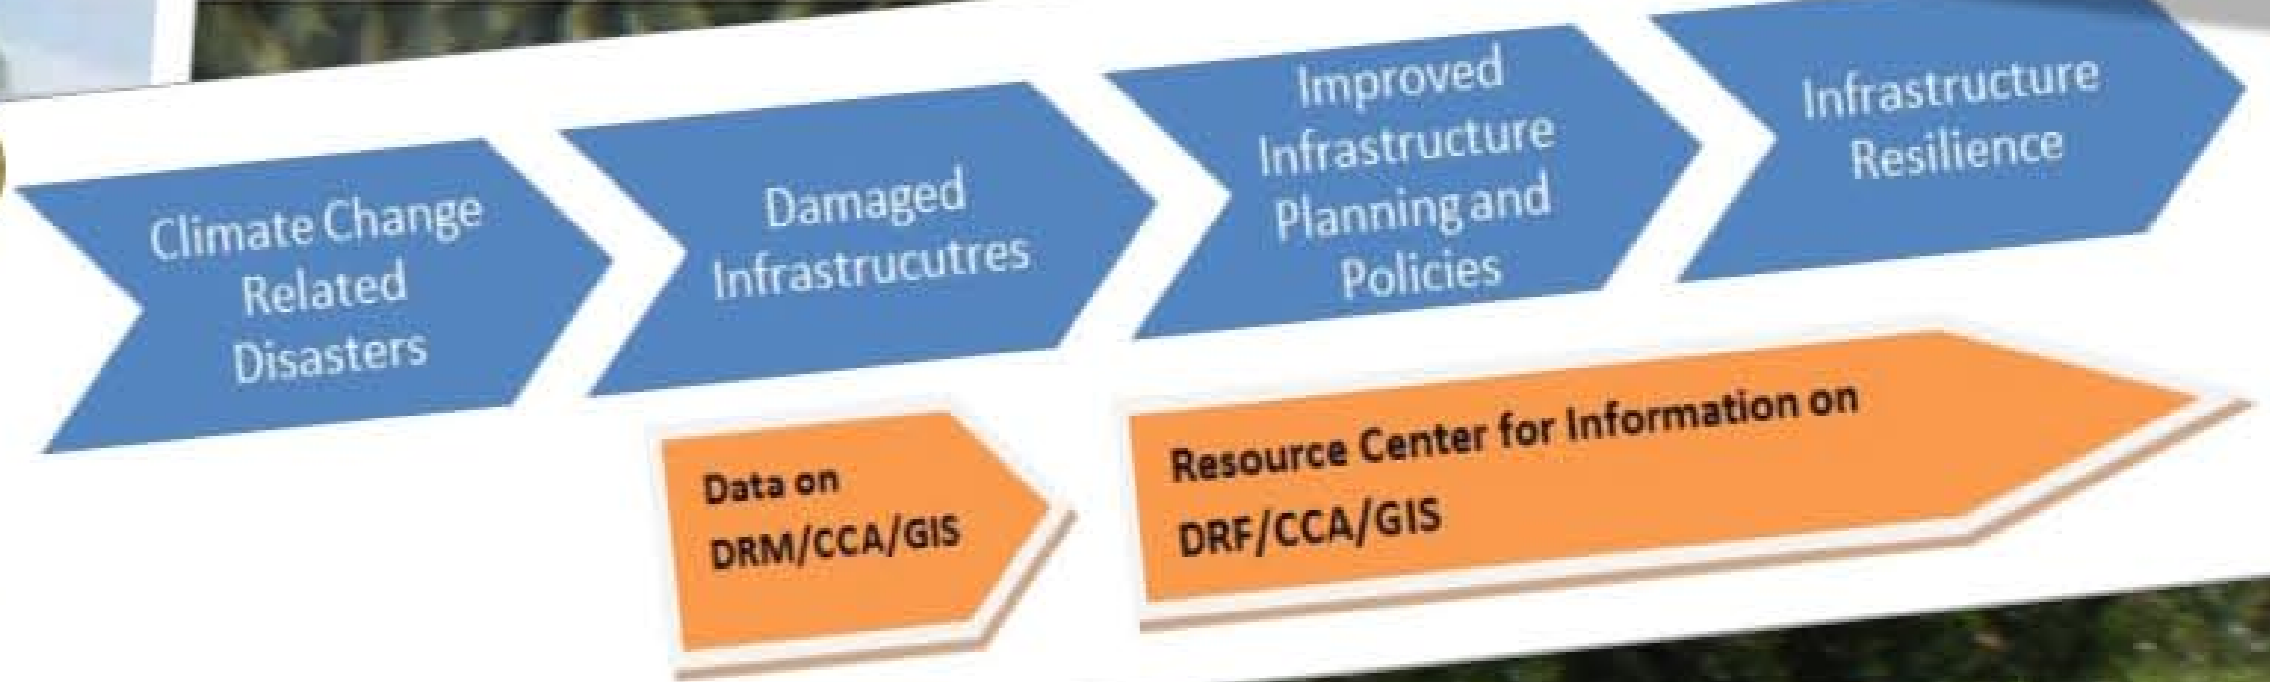 Climate Change
Related
Disasters
Damaged
Infrastrucutres
Improved
Infrastructure
Planning and
Policies
Infrastructure
Resilience
Data on
DRM/CCA/GIS
Resource Center for Information on
DRF/CCA/GIS